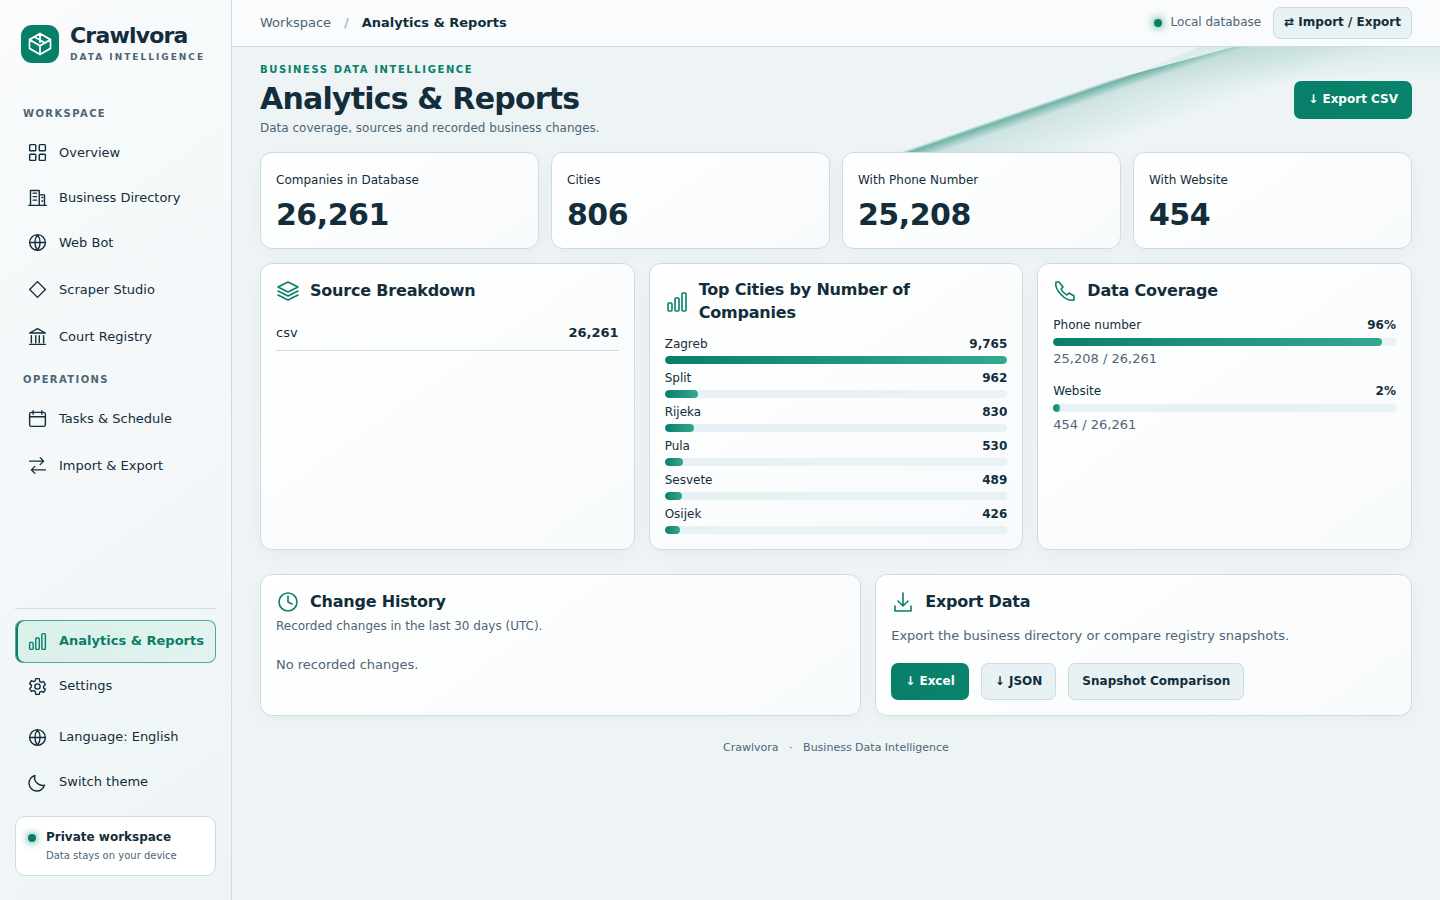 Crawlvora
DATA INTELLIGENCE
WORKSPACE
Overview
Business Directory
Web Bot
Scraper Studio
Court Registry
OPERATIONS
Tasks & Schedule
Import & Export
Analytics & Reports
Settings
Language: English
Switch theme
Private workspace
Data stays on your device
Workspace / Analytics & Reports
Local database
⇄ Import / Export
BUSINESS DATA INTELLIGENCE
Analytics & Reports
Data coverage, sources and recorded business changes.
↓ Export CSV
Companies in Database
26,261
Cities
806
With Phone Number
25,208
With Website
454
Source Breakdown
csv 26,261
Top Cities by Number of
Companies
Zagreb 9,765
Split 962
Rijeka 830
Pula 530
Sesvete 489
Osijek 426
Data Coverage
Phone number 96%
25,208 / 26,261
Website 2%
454 / 26,261
Change History
Recorded changes in the last 30 days (UTC).
No recorded changes.
Export Data
Export the business directory or compare registry snapshots.
↓ Excel
↓ JSON
Snapshot Comparison
Crawlvora · Business Data Intelligence